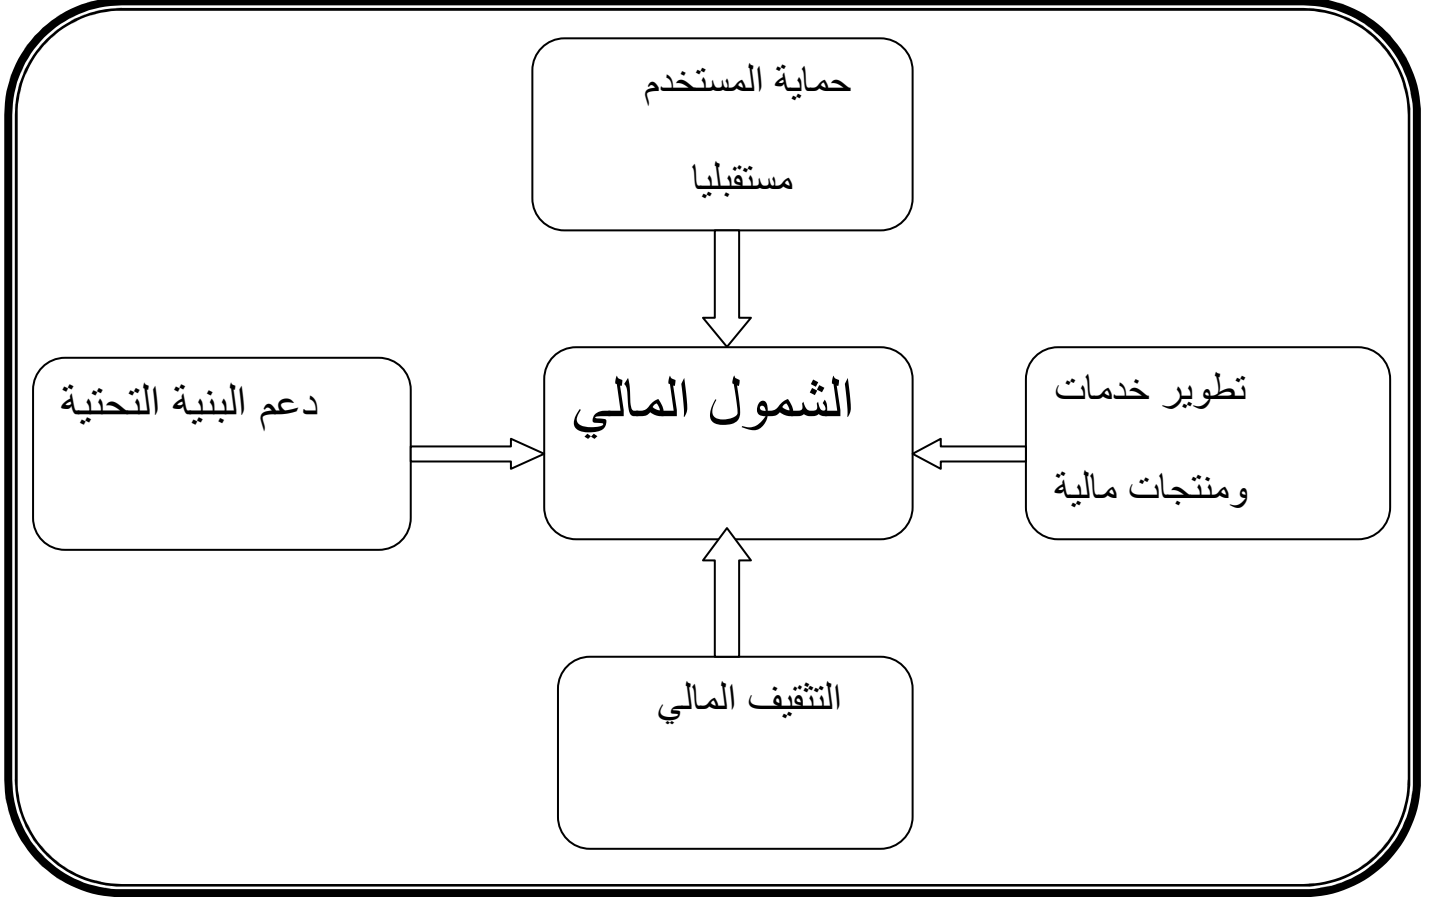 حماية المستخدم
مستقبليا
تطوير خدمات
ومنتجات مالية
الشمول المالي
دعم البنية التحتية
التثقيف المالي